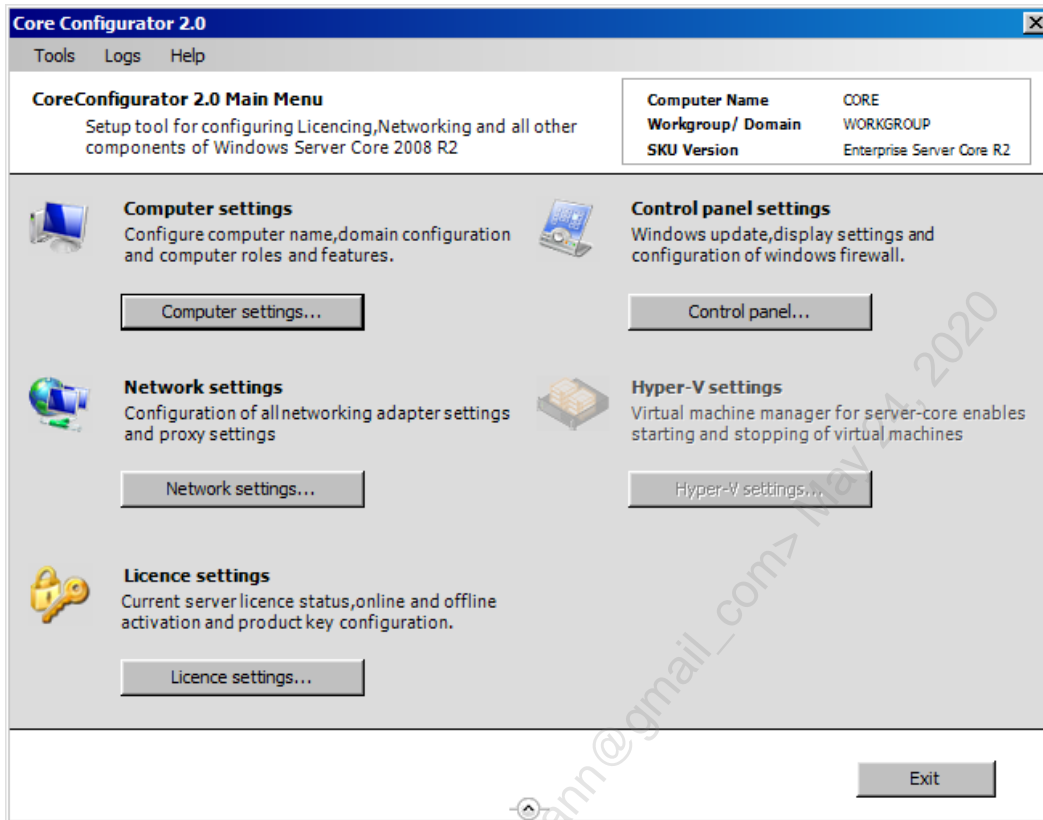 Core Configurator 2.0
Tools Logs Help
CoreConfigurator 2.0 Main Menu
Setup tool for configuring Licencing,Networking and all other
components of Windows Server Core 2008 R2
Computer Name CORE
Workgroup/ Domain WORKGROUP
SKU Version Enterprise Server Core R2
Computer settings
Configure computer name,domain configuration
and computer roles and features.
Computer settings...
Control panel settings
Windows update,display settings and
configuration of windows firewall.
Control panel...
Network settings
Configuration of all networking adapter settings
and proxy settings
Network settings...
Hyper-V settings
Virtual machine manager for server-core enables
starting and stopping of virtual machines
Hyper-V settings...
Licence settings
Current server licence status,online and offline
activation and product key configuration.
Licence settings...
Exit
ann@gmail_com> May 24, 2020